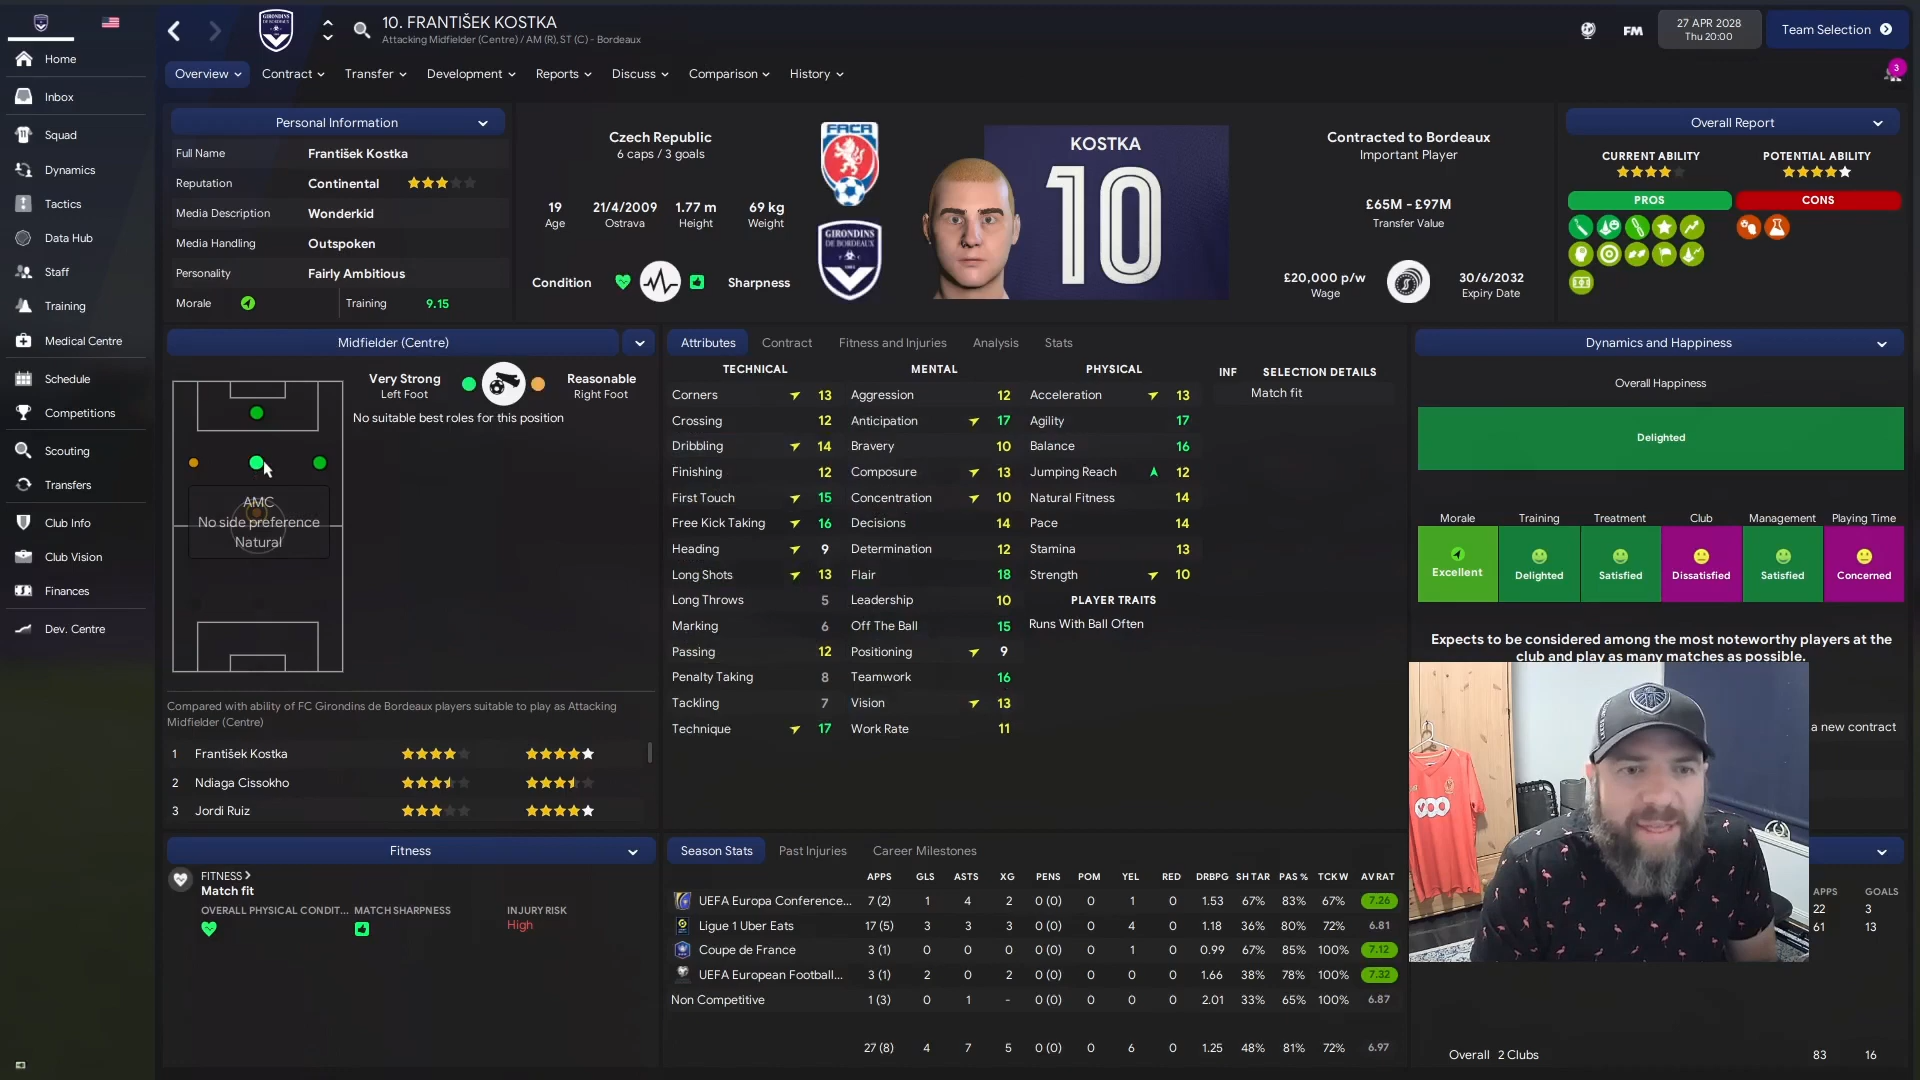 10. FRANTIŠEK KOSTKA
Attacking Midfielder (Centre) / AM (R), ST (C) - Bordeaux
FM
27 APR 2028
Thu 20:00
Team Selection
3
Overview Contract Transfer Development Reports Discuss Comparison History
Home
Inbox
Squad
Dynamics
Tactics
Data Hub
Staff
Training
Medical Centre
Schedule
Competitions
Scouting
Transfers
Club Info
Club Vision
Finances
Dev. Centre
Personal Information
Full Name František Kostka
Reputation Continental
Media Description Wonderkid
Media Handling Outspoken
Personality Fairly Ambitious
Morale Training 9.15
Czech Republic
6 caps / 3 goals
19 21/4/2009 1.77 m 69 kg
Age Ostrava Height Weight
Condition Sharpness
FACR
GIRONDINS
DE BORDEAUX
KOSTKA
10
Contracted to Bordeaux
Important Player
£65M - £97M
Transfer Value
£20,000 p/w 30/6/2032
Wage Expiry Date
Overall Report
CURRENT ABILITY POTENTIAL ABILITY
PROS CONS
Midfielder (Centre)
Very Strong Reasonable
Left Foot Right Foot
No suitable best roles for this position
AMC
No side preference
Natural
Compared with ability of FC Girondins de Bordeaux players suitable to play as Attacking
Midfielder (Centre)
1 František Kostka
2 Ndiaga Cissokho
3 Jordi Ruiz
Attributes Contract Fitness and Injuries Analysis Stats
TECHNICAL MENTAL PHYSICAL INF SELECTION DETAILS
Corners 13 Aggression 12 Acceleration 13 Match fit
Crossing 12 Anticipation 17 Agility 17
Dribbling 14 Bravery 10 Balance 16
Finishing 12 Composure 13 Jumping Reach 12
First Touch 15 Concentration 10 Natural Fitness 14
Free Kick Taking 16 Decisions 14 Pace 14
Heading 9 Determination 12 Stamina 13
Long Shots 13 Flair 18 Strength 10
Long Throws 5 Leadership 10 PLAYER TRAITS
Marking 6 Off The Ball 15 Runs With Ball Often
Passing 12 Positioning 9
Penalty Taking 8 Teamwork 16
Tackling 7 Vision 13
Technique 17 Work Rate 11
Dynamics and Happiness
Overall Happiness
Delighted
Morale Training Treatment Club Management Playing Time
Excellent Delighted Satisfied Dissatisfied Satisfied Concerned
Expects to be considered among the most noteworthy players at the
club and play as many matches as possible.
a new contract
VOO
Fitness
FITNESS >
Match fit
OVERALL PHYSICAL CONDIT... MATCH SHARPNESS INJURY RISK
High
Season Stats Past Injuries Career Milestones
APPS GLS ASTS XG PENS POM YEL RED DRBPG SH TAR PAS % TCK W AV RAT
UEFA Europa Conference... 7 (2) 1 4 2 0 (0) 0 1 0 1.53 67% 83% 67% 7.26
Ligue 1 Uber Eats 17 (5) 3 3 3 0 (0) 0 4 0 1.18 36% 80% 72% 6.81
Coupe de France 3 (1) 0 0 0 0 (0) 0 1 0 0.99 67% 85% 100% 7.12
UEFA European Football... 3 (1) 2 0 2 0 (0) 0 0 0 1.66 38% 78% 100% 7.32
Non Competitive 1 (3) 0 1 - 0 (0) 0 0 0 2.01 33% 65% 100% 6.87
27 (8) 4 7 5 0 (0) 0 6 0 1.25 48% 81% 72% 6.97
APPS GOALS
22 3
61 13
Overall 2 Clubs 83 16